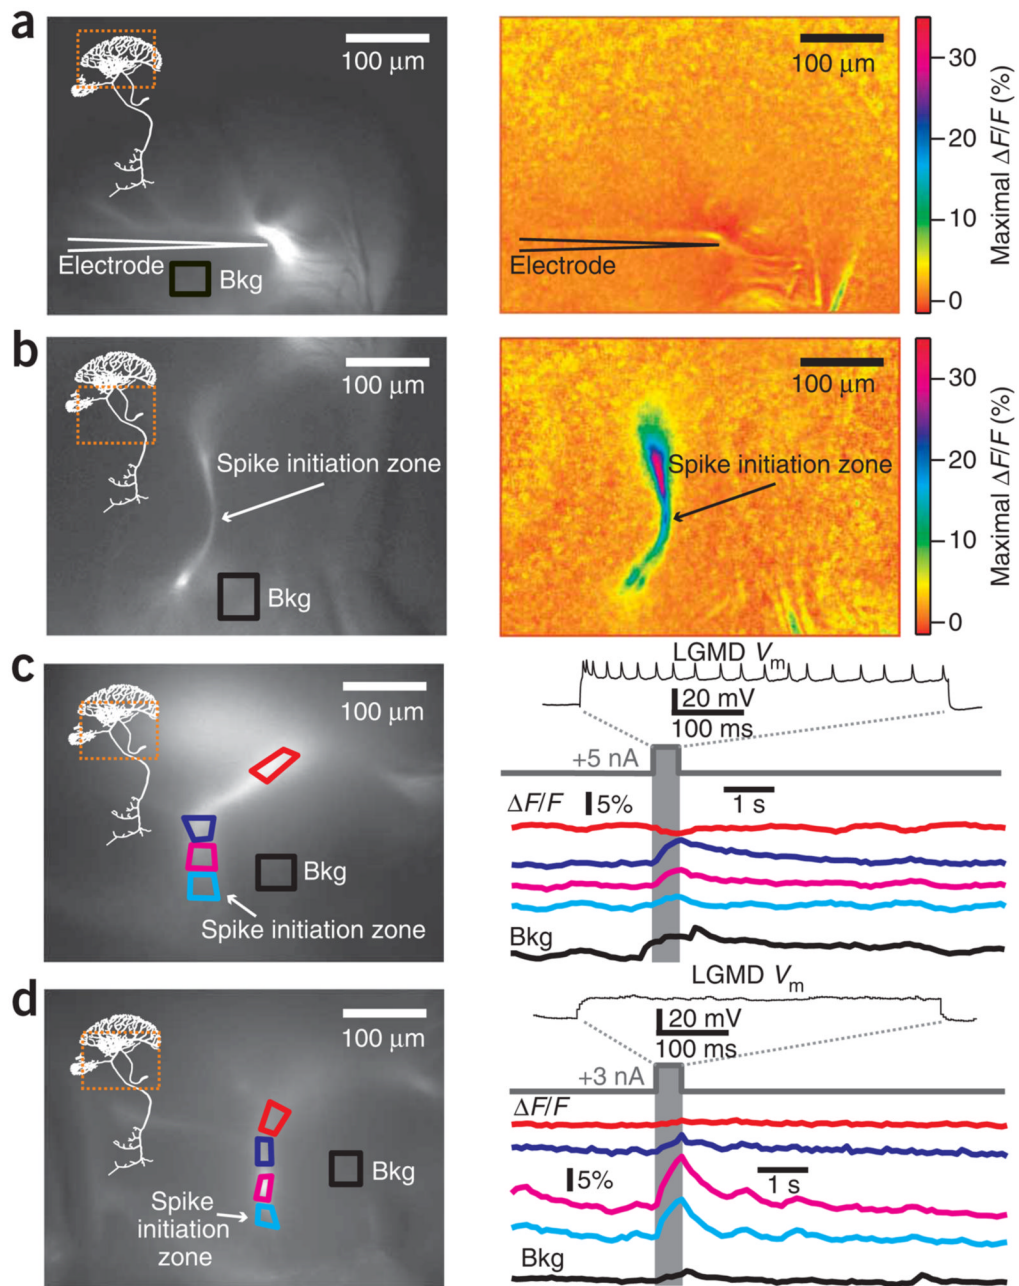 a
100 μm
Electrode
Bkg
100 μm
Electrode
30
20
10
0
Maximal ΔF/F (%)
b
100 μm
Spike initiation zone
Bkg
100 μm
Spike initiation zone
30
20
10
0
Maximal ΔF/F (%)
c
100 μm
Bkg
Spike initiation zone
LGMD Vm
20 mV
100 ms
+5 nA
ΔF/F
5%
1 s
Bkg
d
100 μm
Bkg
Spike
initiation
zone
LGMD Vm
20 mV
100 ms
+3 nA
ΔF/F
5%
1 s
Bkg